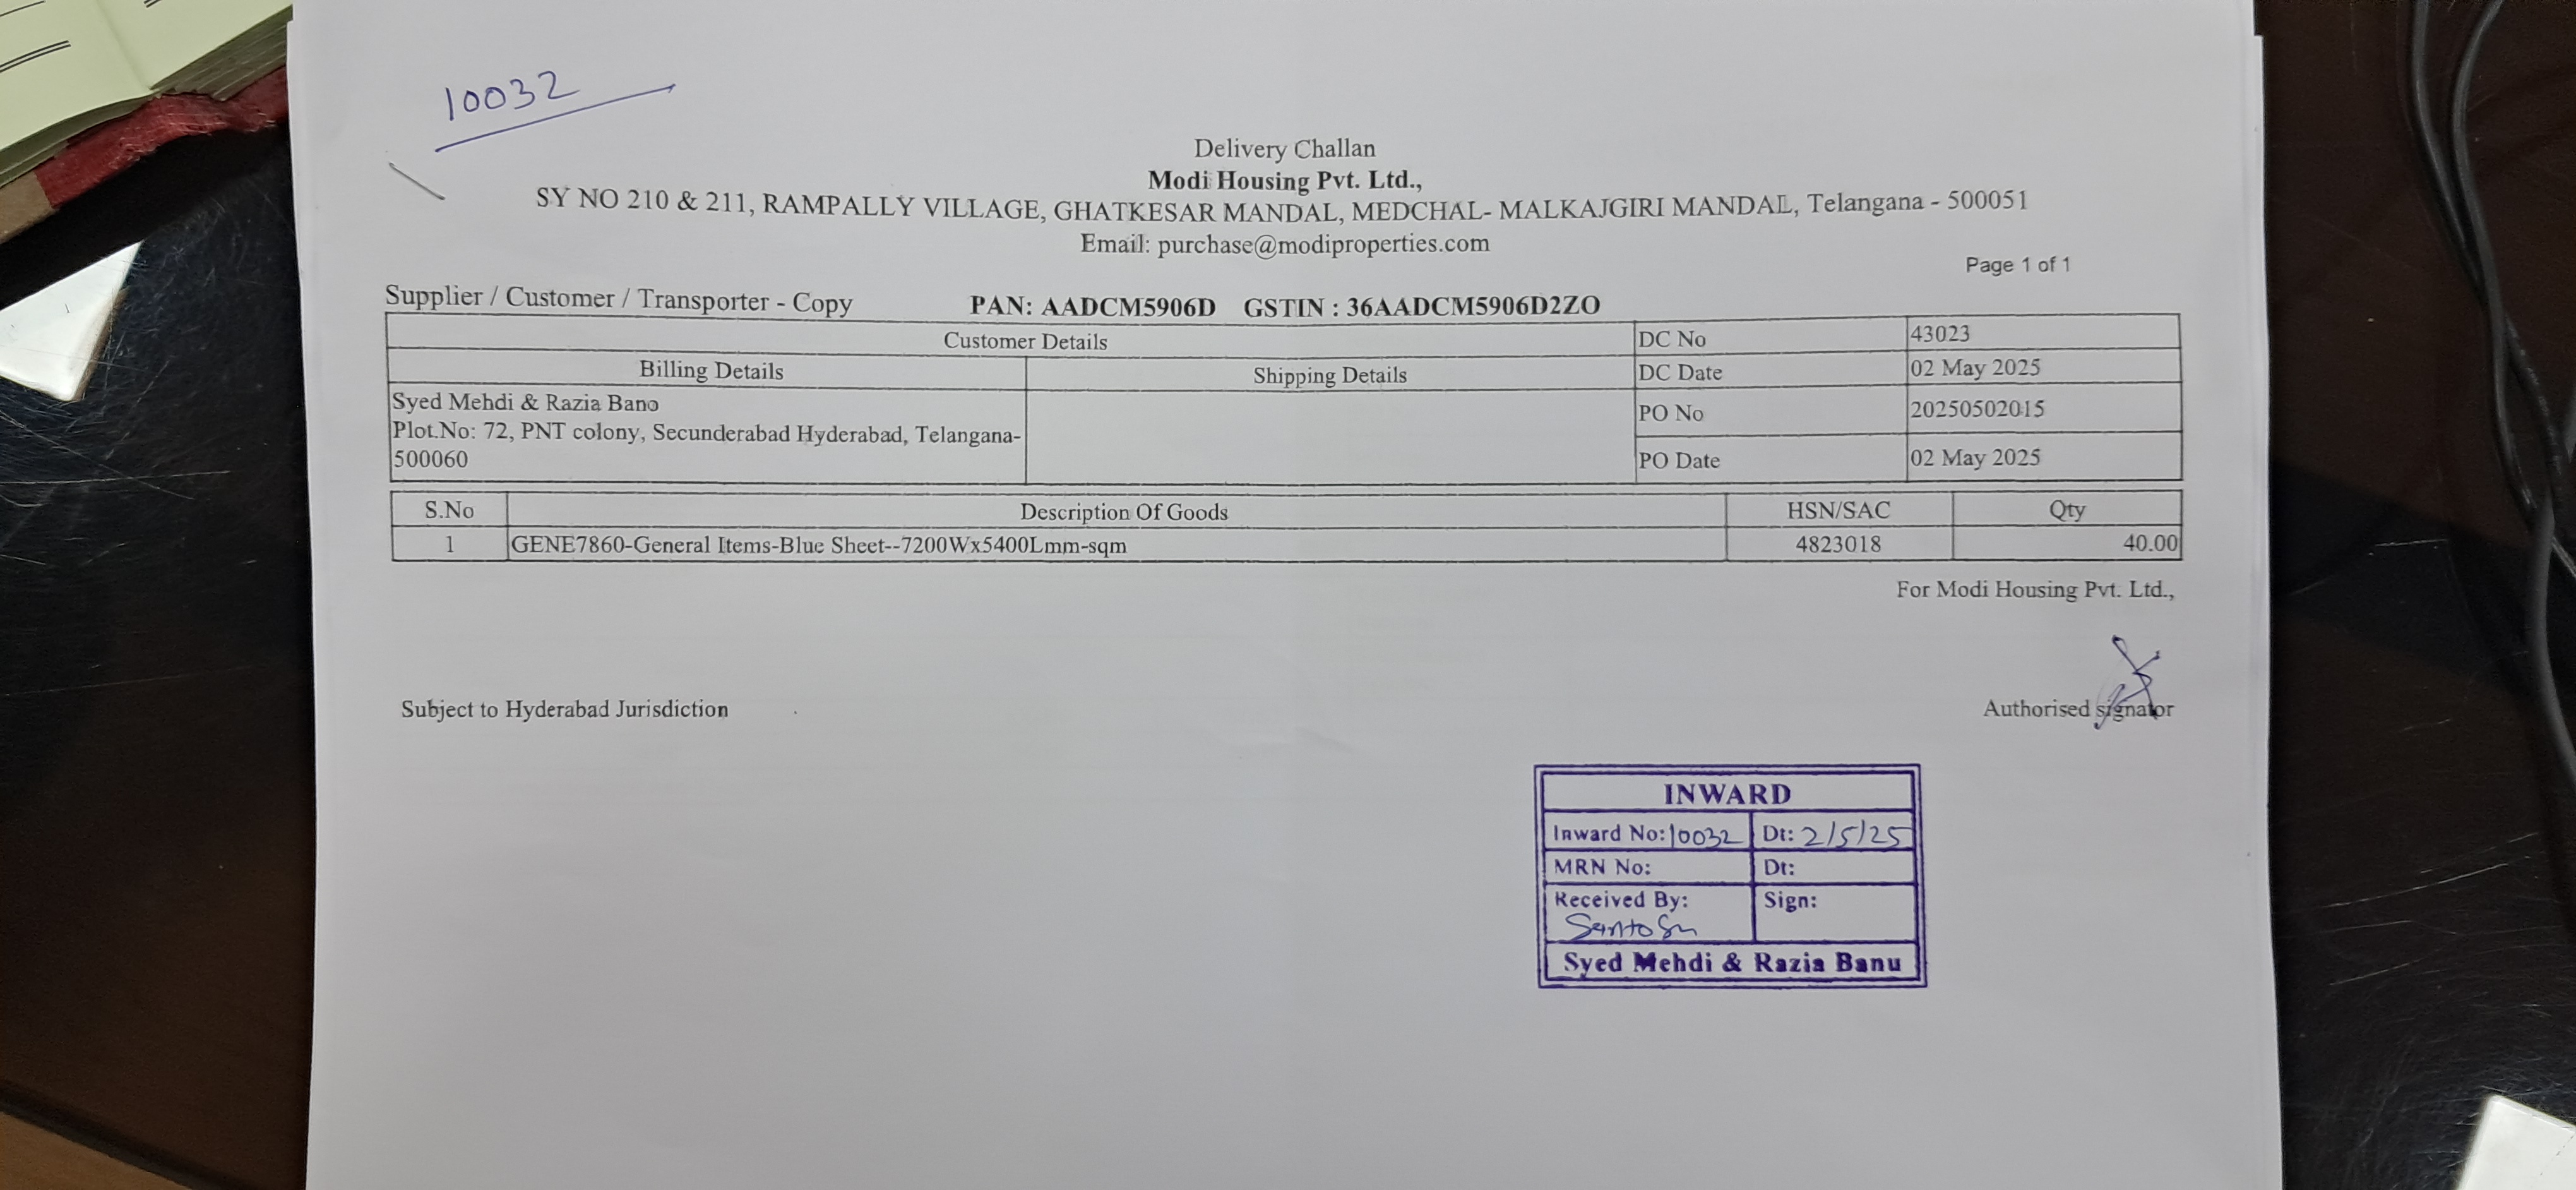 10032
Delivery Challan
Modi Housing Pvt. Ltd.,
SY NO 210 & 211, RAMPALLY VILLAGE, GHATKESAR MANDAL, MEDCHAL- MALKAJGIRI MANDAL, Telangana - 500051
Email: purchase@modiproperties.com
Page 1 of 1
Supplier / Customer / Transporter - Copy PAN: AADCM5906D GSTIN : 36AADCM5906D2ZO
Customer Details DC No 43023
Billing Details Shipping Details DC Date 02 May 2025
Syed Mehdi & Razia Bano
Plot.No: 72, PNT colony, Secunderabad Hyderabad, Telangana-
500060
PO No 20250502015
PO Date 02 May 2025
S.No Description Of Goods HSN/SAC Qty
1 GENE7860-General Items-Blue Sheet--7200Wx5400Lmm-sqm 4823018 40.00
For Modi Housing Pvt. Ltd.,
Subject to Hyderabad Jurisdiction Authorised signator
INWARD
Inward No: 10032 Dt: 2/5/25
MRN No: Dt:
Received By: Sign:
Santosh
Syed Mehdi & Razia Banu